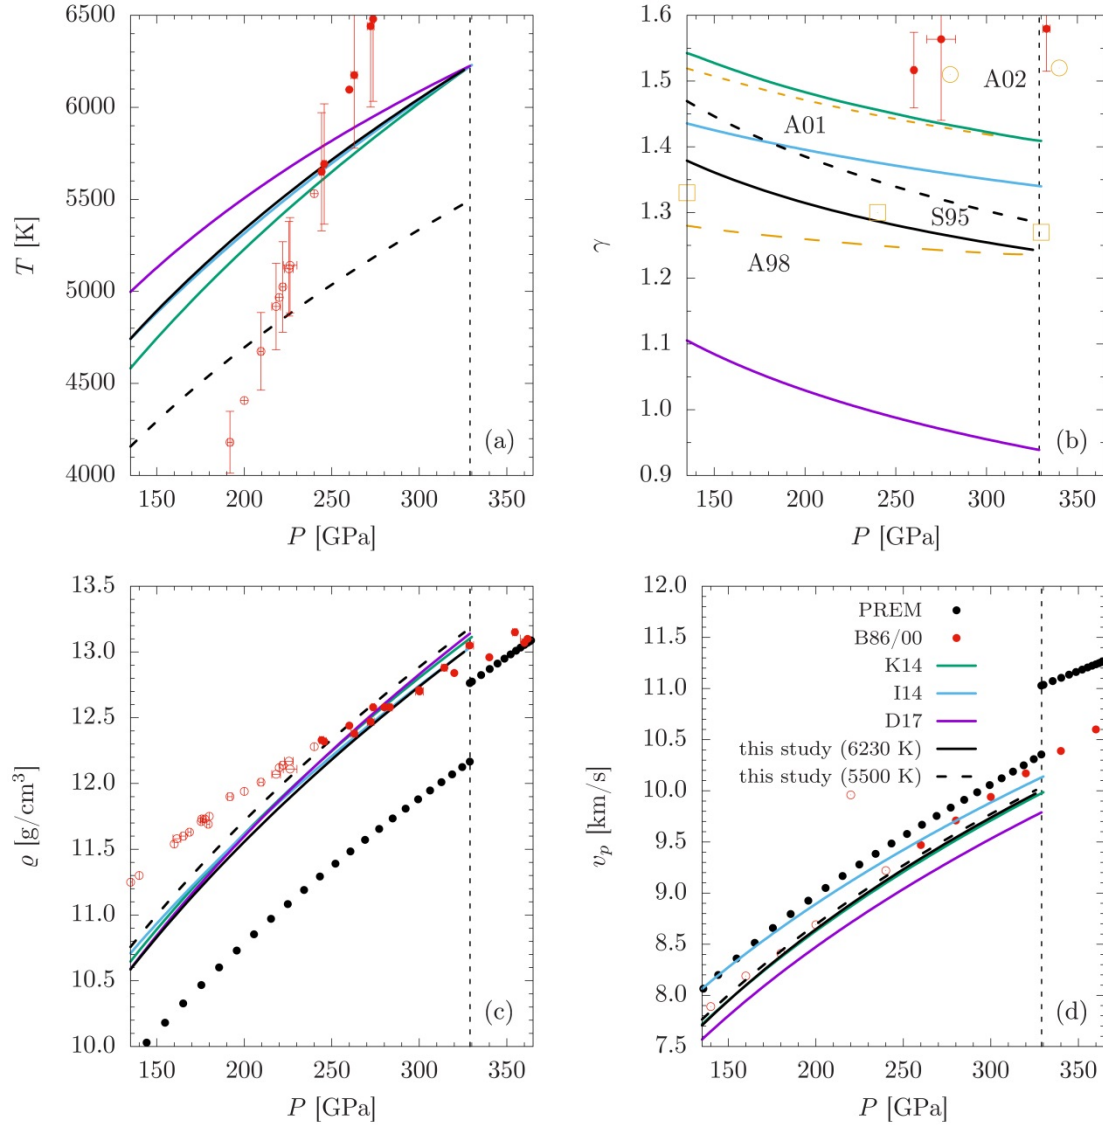 6500
6000
5500
5000
4500
4000
T [K]
150 200 250 300 350
P [GPa]
(a)
1.6
1.5
1.4
1.3
1.2
1.1
1.0
0.9
γ
A02
A01
S95
A98
150 200 250 300 350
P [GPa]
(b)
13.5
13.0
12.5
12.0
11.5
11.0
10.5
10.0
ϱ [g/cm³]
150 200 250 300 350
P [GPa]
(c)
12.0
11.5
11.0
10.5
10.0
9.5
9.0
8.5
8.0
7.5
vₚ [km/s]
PREM
B86/00
K14
I14
D17
this study (6230 K)
this study (5500 K)
150 200 250 300 350
P [GPa]
(d)